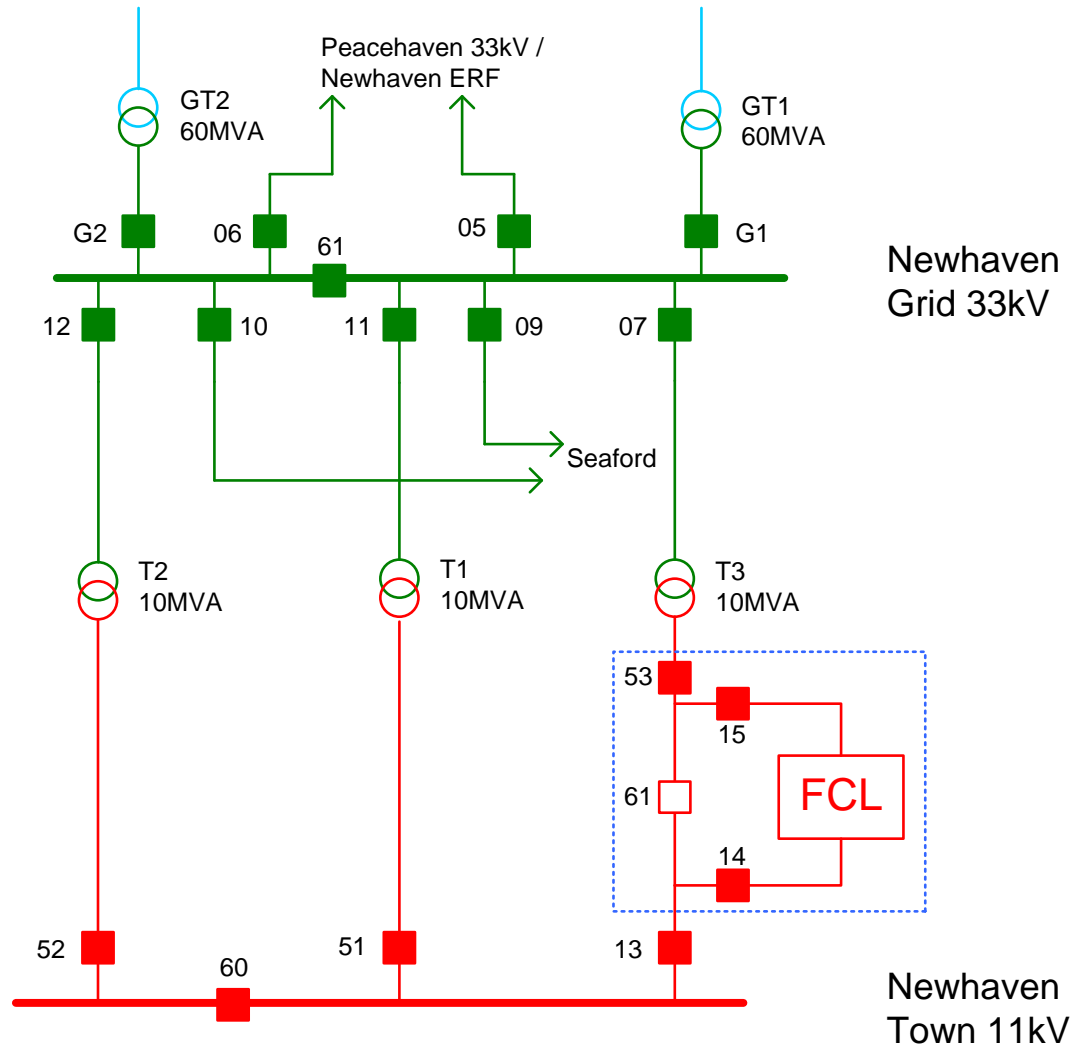 Peacehaven 33kV /
Newhaven ERF
GT2
60MVA
GT1
60MVA
G2
06
61
05
G1
Newhaven
Grid 33kV
12
10
11
09
07
Seaford
T2
10MVA
T1
10MVA
T3
10MVA
53
15
61
FCL
14
52
60
51
13
Newhaven
Town 11kV